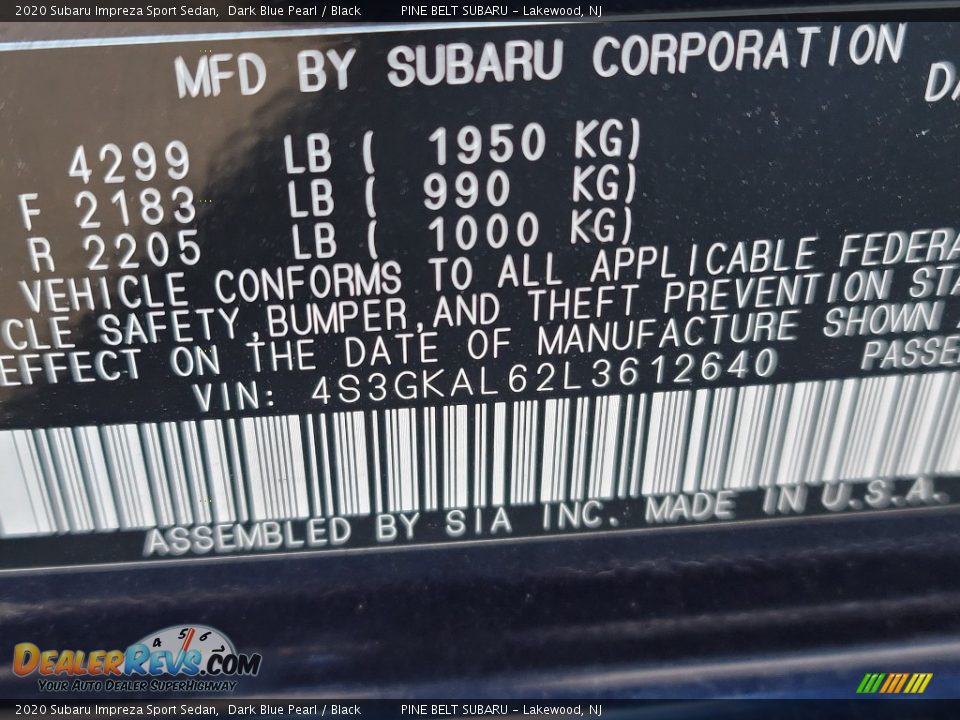 2020 Subaru Impreza Sport Sedan, Dark Blue Pearl / Black PINE BELT SUBARU - Lakewood, NJ
MFD BY SUBARU CORPORATION
4299 LB ( 1950 KG)
F 2183 LB ( 990 KG)
R 2205 LB ( 1000 KG)
VEHICLE CONFORMS TO ALL APPLICABLE FEDERA
CLE SAFETY,BUMPER,AND THEFT PREVENTION STA
EFFECT ON THE DATE OF MANUFACTURE SHOWN
VIN: 4S3GKAL62L3612640 PASSE
ASSEMBLED BY SIA INC. MADE IN U.S.A.
4 5 6
DEALERREVS.COM
YOUR AUTO DEALER SUPERHIGHWAY
2020 Subaru Impreza Sport Sedan, Dark Blue Pearl / Black PINE BELT SUBARU - Lakewood, NJ